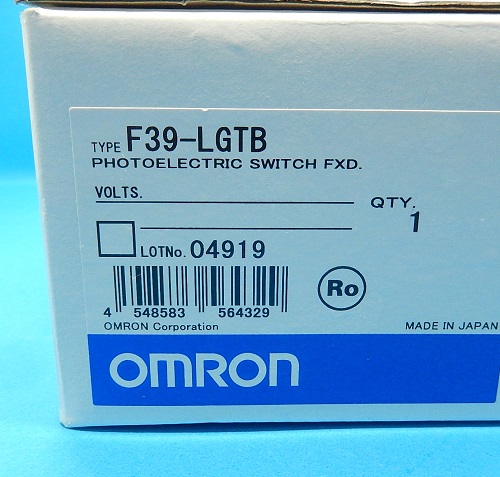 TYPE F39-LGTB
PHOTOELECTRIC SWITCH FXD.
VOLTS.
QTY.
1
LOTNo. 04919
Ro
4 548583 564329
OMRON Corporation
MADE IN JAPAN
OMRON